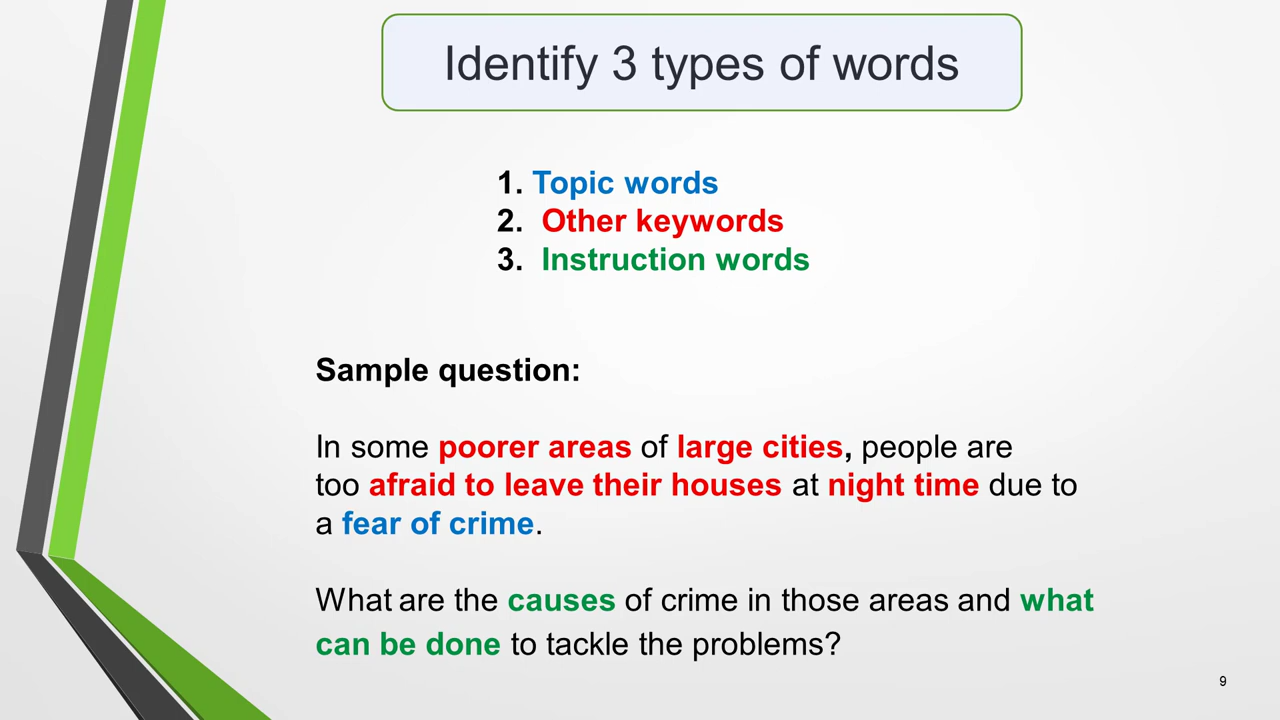 Identify 3 types of words
1. Topic words
2. Other keywords
3. Instruction words
Sample question:
In some poorer areas of large cities, people are
too afraid to leave their houses at night time due to
a fear of crime.
What are the causes of crime in those areas and what
can be done to tackle the problems?
9